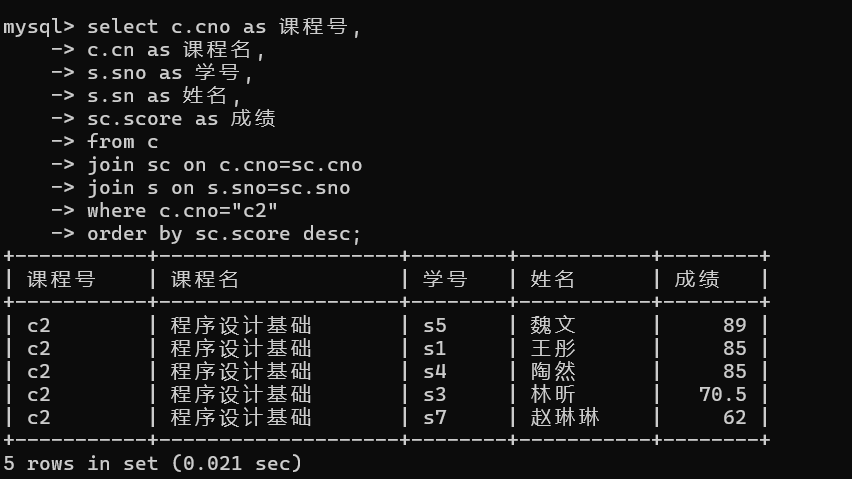 mysql> select c.cno as 课程号,
    -> c.cn as 课程名,
    -> s.sno as 学号,
    -> s.sn as 姓名,
    -> sc.score as 成绩
    -> from c
    -> join sc on c.cno=sc.cno
    -> join s on s.sno=sc.sno
    -> where c.cno="c2"
    -> order by sc.score desc;
+-----------+--------------------+--------+-----------+--------+
| 课程号    | 课程名             | 学号   | 姓名      | 成绩   |
+-----------+--------------------+--------+-----------+--------+
| c2        | 程序设计基础       | s5     | 魏文      |     89 |
| c2        | 程序设计基础       | s1     | 王彤      |     85 |
| c2        | 程序设计基础       | s4     | 陶然      |     85 |
| c2        | 程序设计基础       | s3     | 林昕      |   70.5 |
| c2        | 程序设计基础       | s7     | 赵琳琳    |     62 |
+-----------+--------------------+--------+-----------+--------+
5 rows in set (0.021 sec)